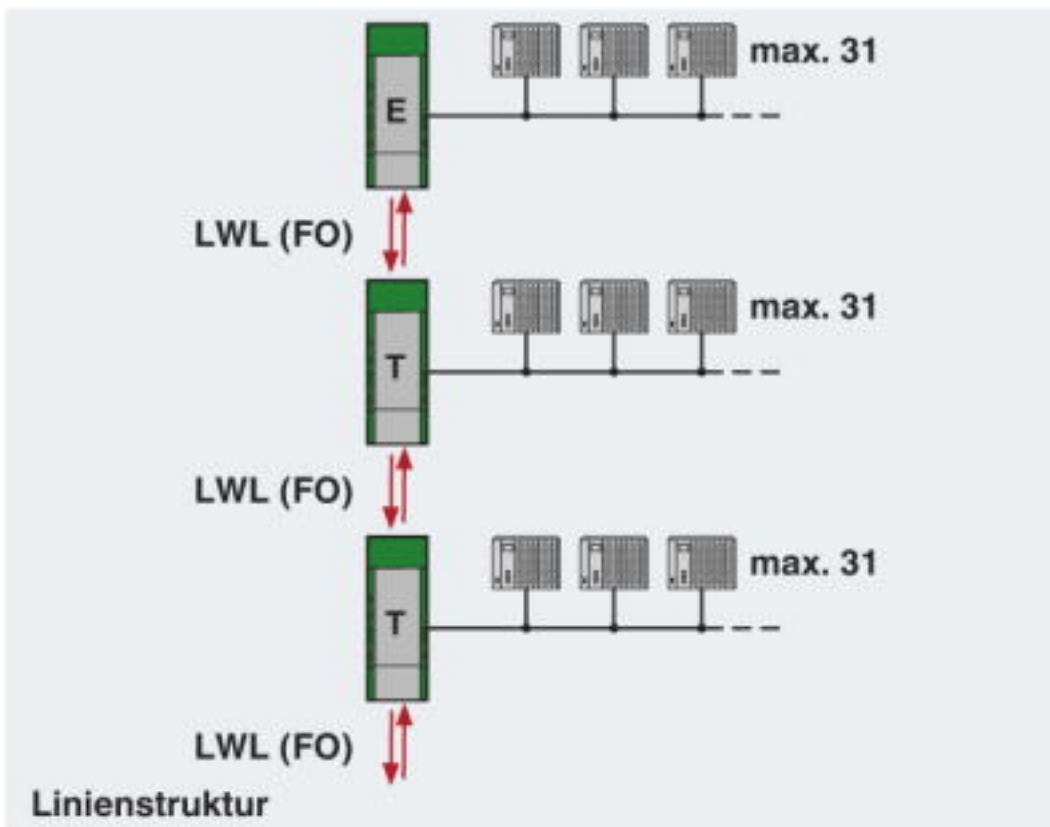 max. 31
E
LWL (FO)
max. 31
T
LWL (FO)
max. 31
T
LWL (FO)
Linienstruktur